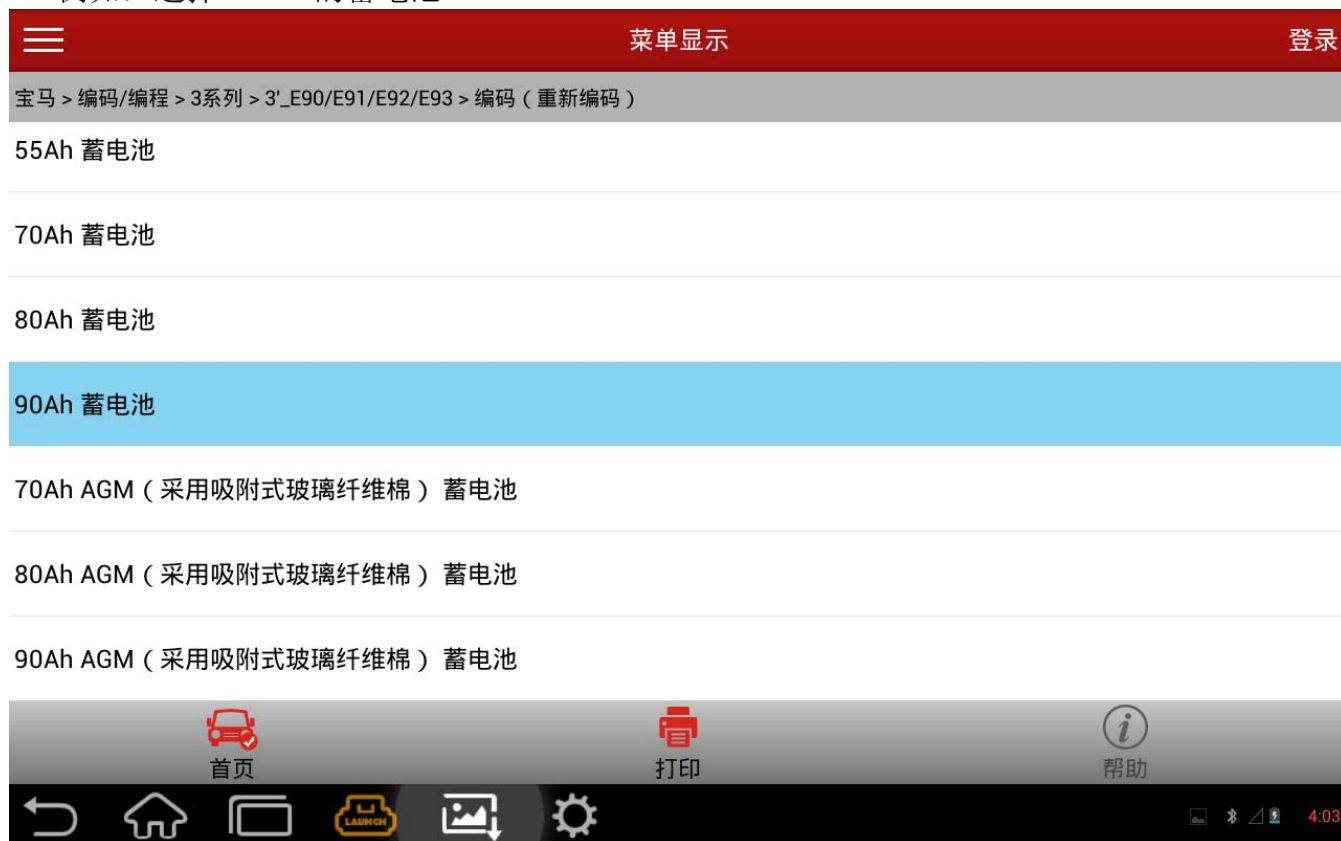 菜单显示
登录
宝马 > 编码/编程 > 3系列 > 3'_E90/E91/E92/E93 > 编码（重新编码）
55Ah 蓄电池
70Ah 蓄电池
80Ah 蓄电池
90Ah 蓄电池
70Ah AGM（采用吸附式玻璃纤维棉） 蓄电池
80Ah AGM（采用吸附式玻璃纤维棉） 蓄电池
90Ah AGM（采用吸附式玻璃纤维棉） 蓄电池
首页
打印
帮助
LAUNCH
4:03